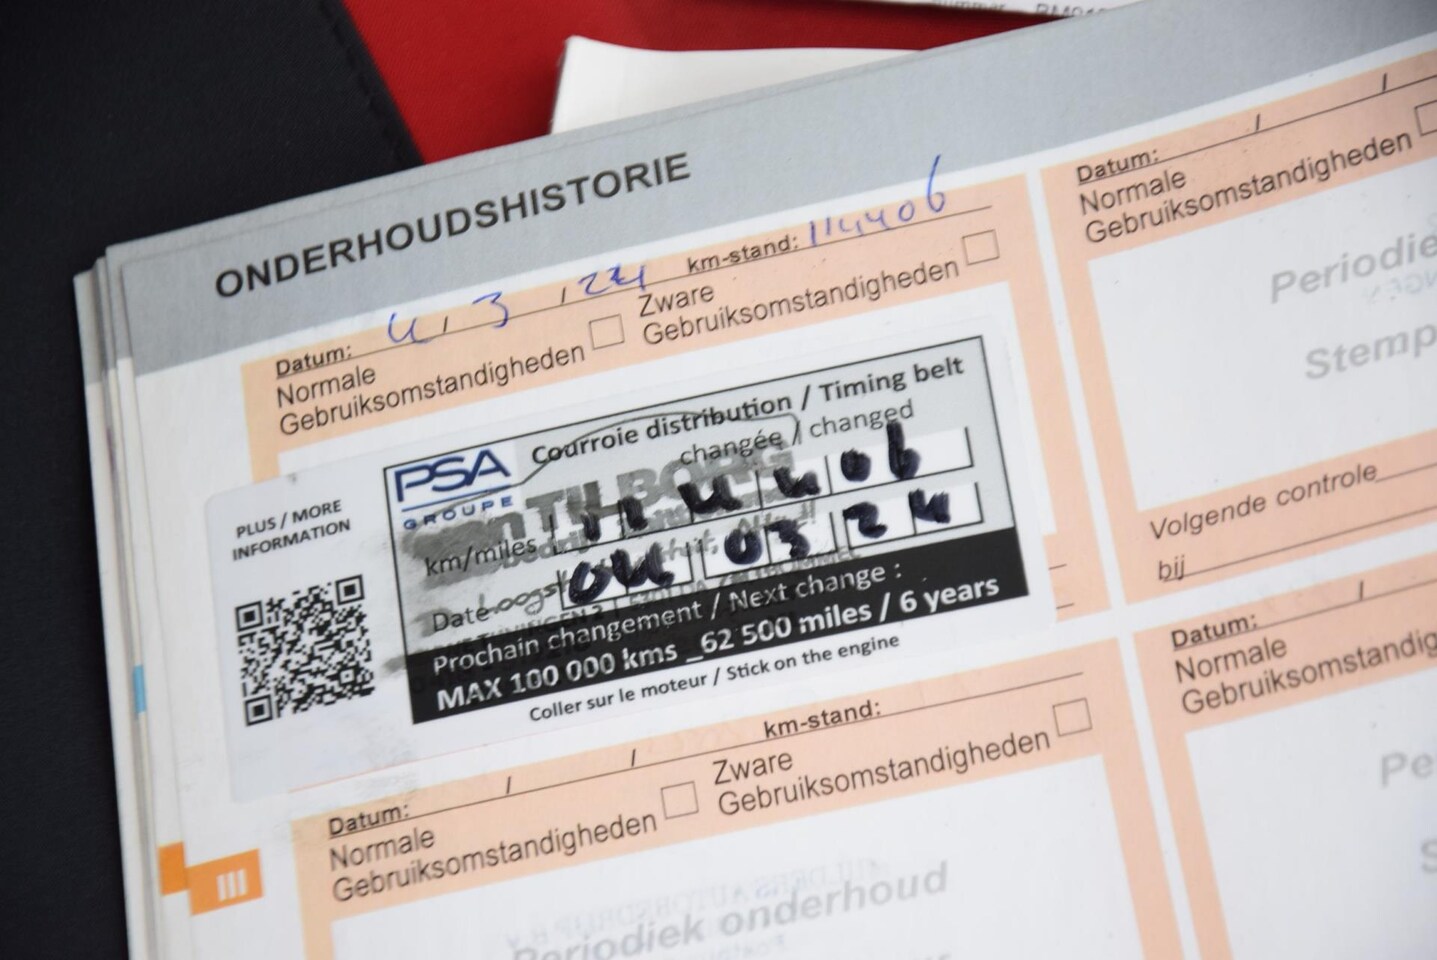 ONDERHOUDSHISTORIE
Datum: 4 / 3 / 24 km-stand: 114406
Normale
Gebruiksomstandigheden
Zware
Gebruiksomstandigheden
PLUS / MORE
INFORMATION
PSA
GROUPE
Courroie distribution / Timing belt
changée / changed
km/miles 114406
Date 04 03 24
Prochain changement / Next change :
MAX 100 000 kms _62 500 miles / 6 years
Coller sur le moteur / Stick on the engine
Datum: / / km-stand:
Normale
Gebruiksomstandigheden
Zware
Gebruiksomstandigheden
Periodiek onderhoud
III
Datum: / /
Normale
Gebruiksomstandigheden
Periodie
Stemp
Volgende controle
bij
Datum: /
Normale
Gebruiksomstandighe
Pe
S